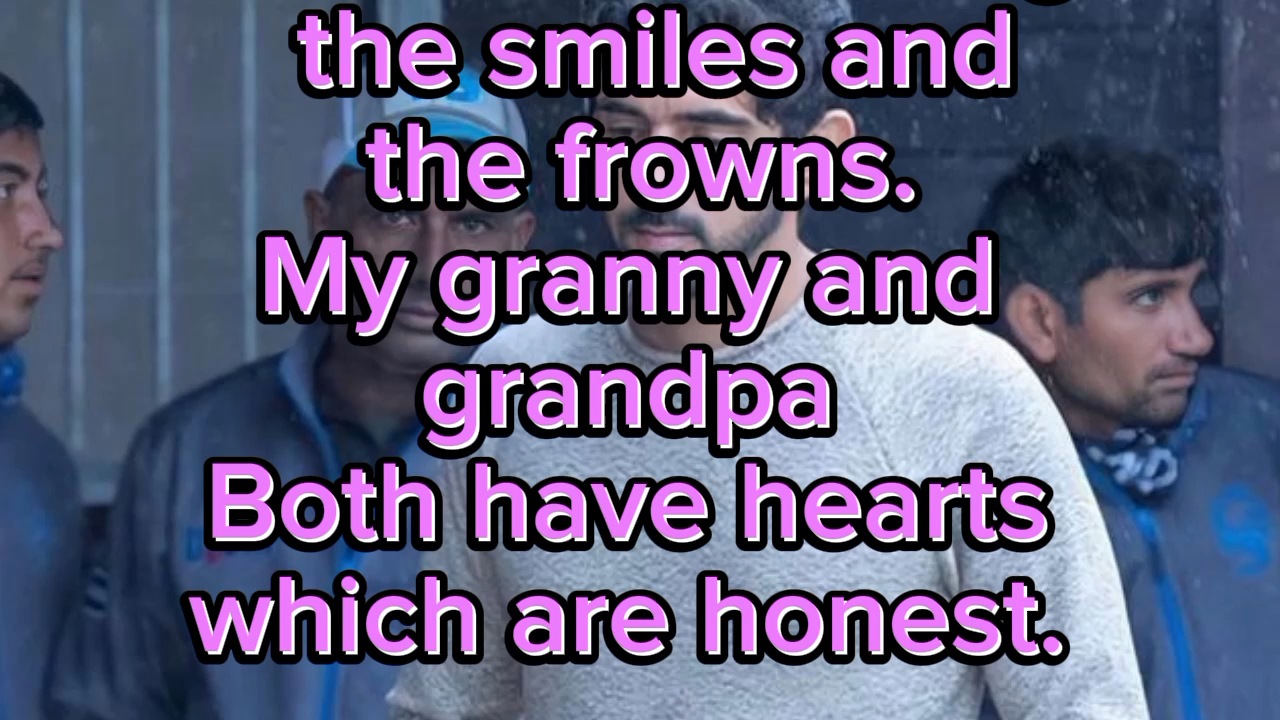 the smiles and
the frowns.
My granny and
grandpa
Both have hearts
which are honest.